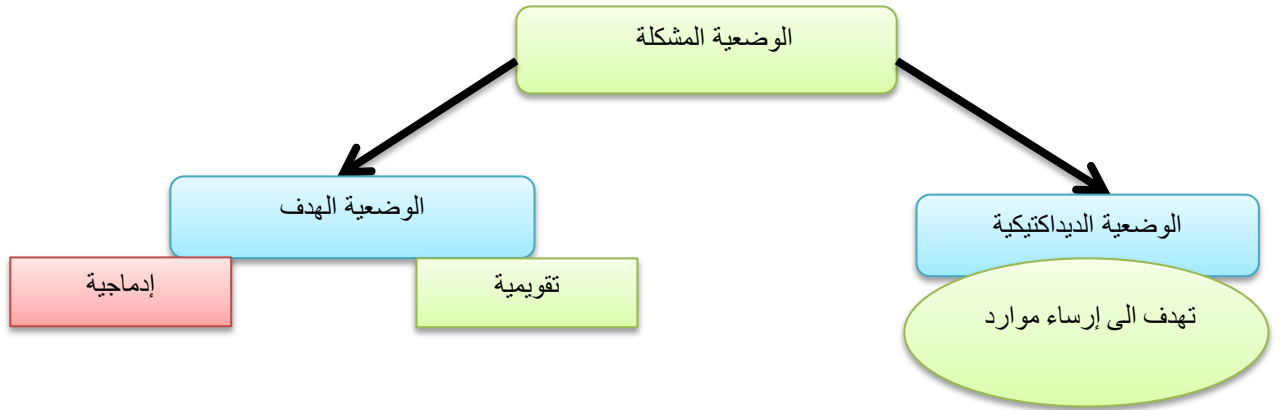 الوضعية المشكلة
الوضعية الديداكتيكية
تهدف الى إرساء موارد
الوضعية الهدف
تقويمية
إدماجية